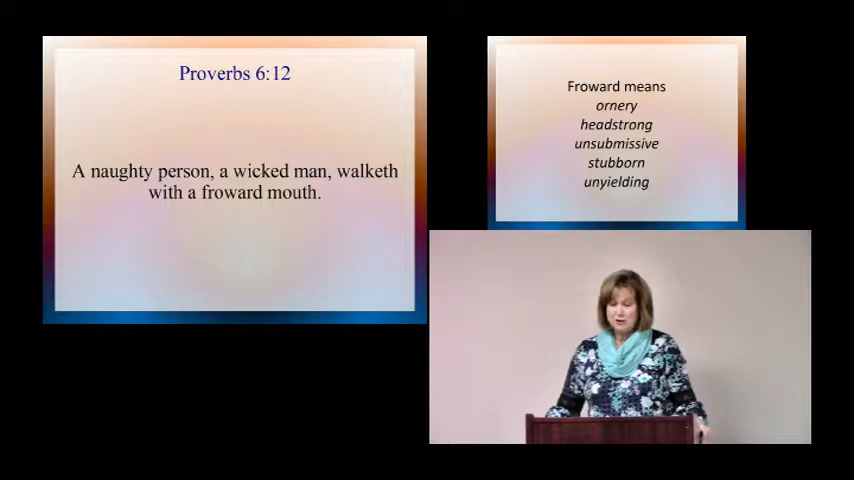 Proverbs 6:12
A naughty person, a wicked man, walketh
with a froward mouth.
Froward means
ornery
headstrong
unsubmissive
stubborn
unyielding